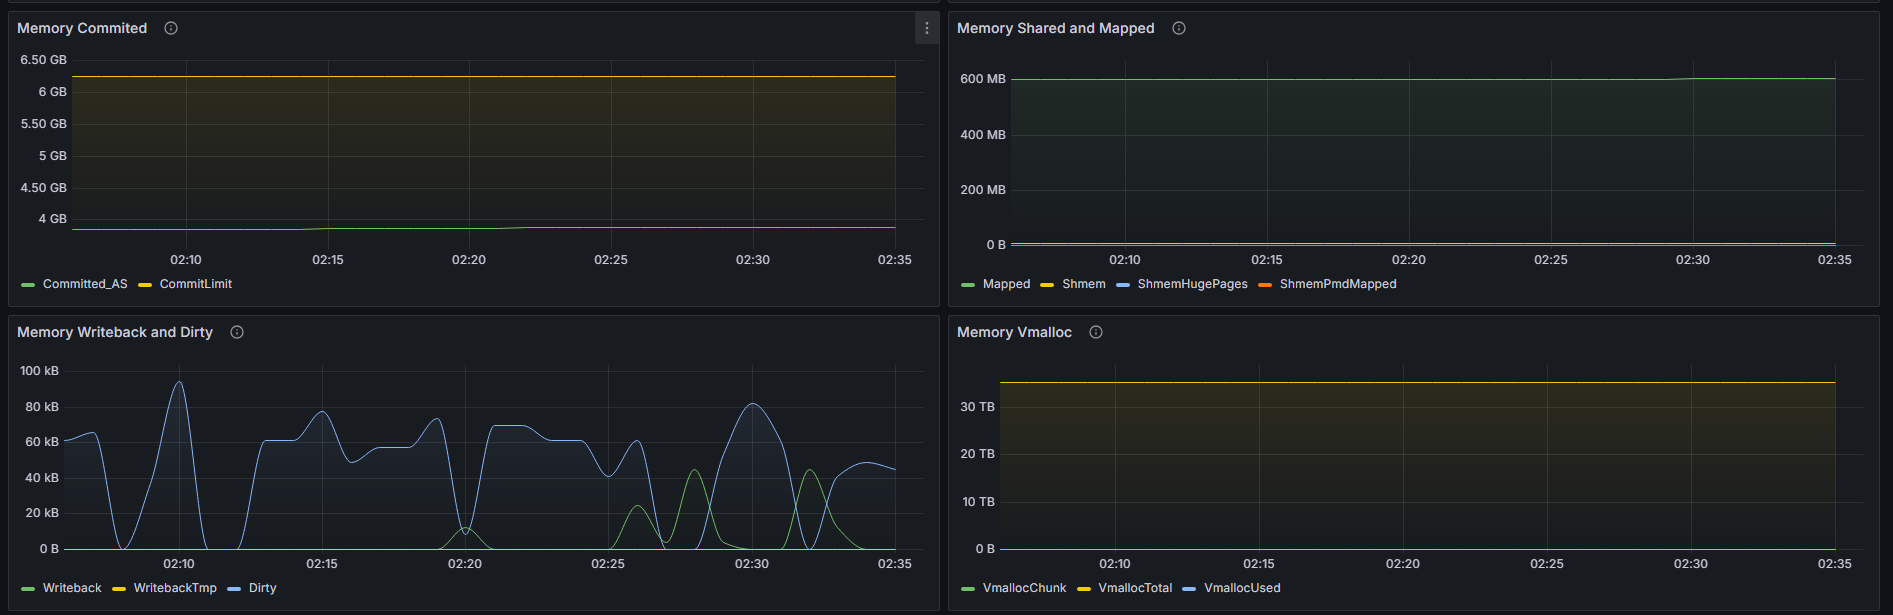 Memory Commited
6.50 GB
6 GB
5.50 GB
5 GB
4.50 GB
4 GB
02:10 02:15 02:20 02:25 02:30 02:35
Committed_AS CommitLimit
Memory Shared and Mapped
600 MB
400 MB
200 MB
0 B
02:10 02:15 02:20 02:25 02:30 02:35
Mapped Shmem ShmemHugePages ShmemPmdMapped
Memory Writeback and Dirty
100 kB
80 kB
60 kB
40 kB
20 kB
0 B
02:10 02:15 02:20 02:25 02:30 02:35
Writeback WritebackTmp Dirty
Memory Vmalloc
30 TB
20 TB
10 TB
0 B
02:10 02:15 02:20 02:25 02:30 02:35
VmallocChunk VmallocTotal VmallocUsed